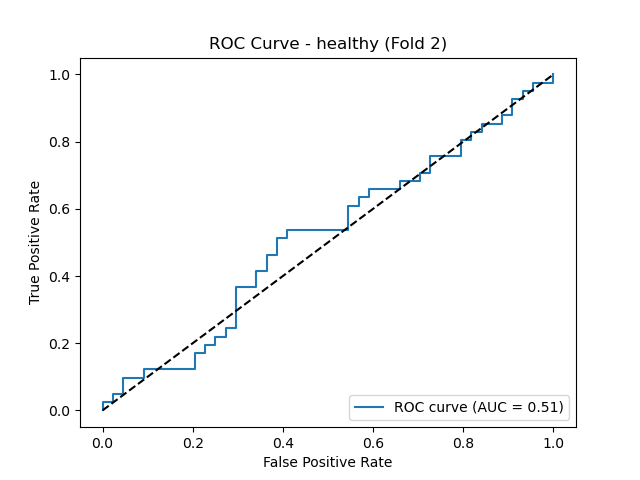 ROC Curve - healthy (Fold 2)
True Positive Rate
1.0
0.8
0.6
0.4
0.2
0.0
ROC curve (AUC = 0.51)
0.0 0.2 0.4 0.6 0.8 1.0
False Positive Rate